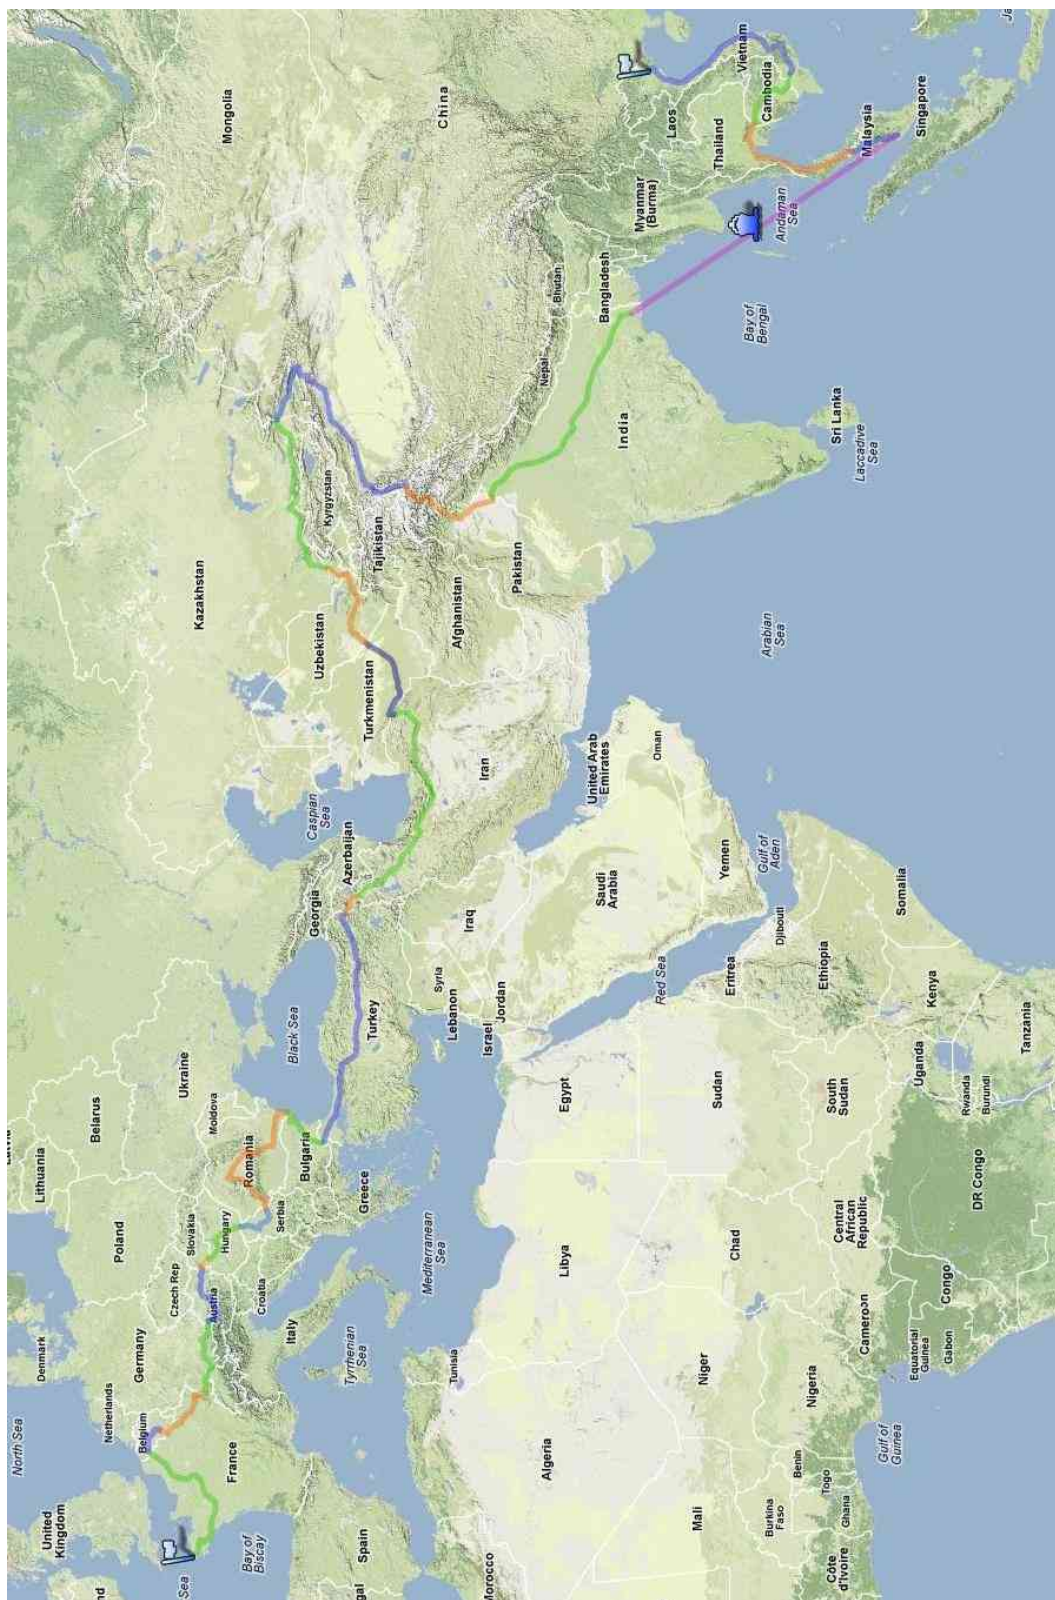 North Sea
United
Kingdom
nd
Sea
Bay of
Biscay
Denmark
Netherlands
Belgium
Germany
France
Spain
gal
Morocco
Lithuania
Belarus
Poland
Czech Rep
Slovakia
Austria
Hungary
Croatia
Italy
Tyrrhenian
Sea
Mediterranean
Sea
Serbia
Romania
Moldova
Ukraine
Bulgaria
Greece
Black Sea
Turkey
Georgia
Azerbaijan
Caspian
Sea
Syria
Lebanon
Israel
Jordan
Iraq
Iran
Kazakhstan
Uzbekistan
Turkmenistan
Kyrgyzstan
Tajikistan
Afghanistan
Pakistan
Mongolia
China
Nepal
Bhutan
Bangladesh
India
Sri Lanka
Laccadive
Sea
Bay of
Bengal
Arabian
Sea
Myanmar
(Burma)
Laos
Thailand
Vietnam
Cambodia
Andaman
Sea
Malaysia
Singapore
Ja
United Arab
Emirates
Oman
Saudi
Arabia
Yemen
Gulf of
Aden
Red Sea
Tunisia
Algeria
Libya
Egypt
Mali
Niger
Chad
Sudan
Eritrea
Djibouti
Ethiopia
Somalia
South
Sudan
Central
African
Republic
Burkina
Faso
Benin
Togo
Ghana
Côte
d'Ivoire
Nigeria
Cameroon
Gulf of
Guinea
Equatorial
Guinea
Gabon
Congo
DR Congo
Uganda
Rwanda
Burundi
Kenya
Tanzania